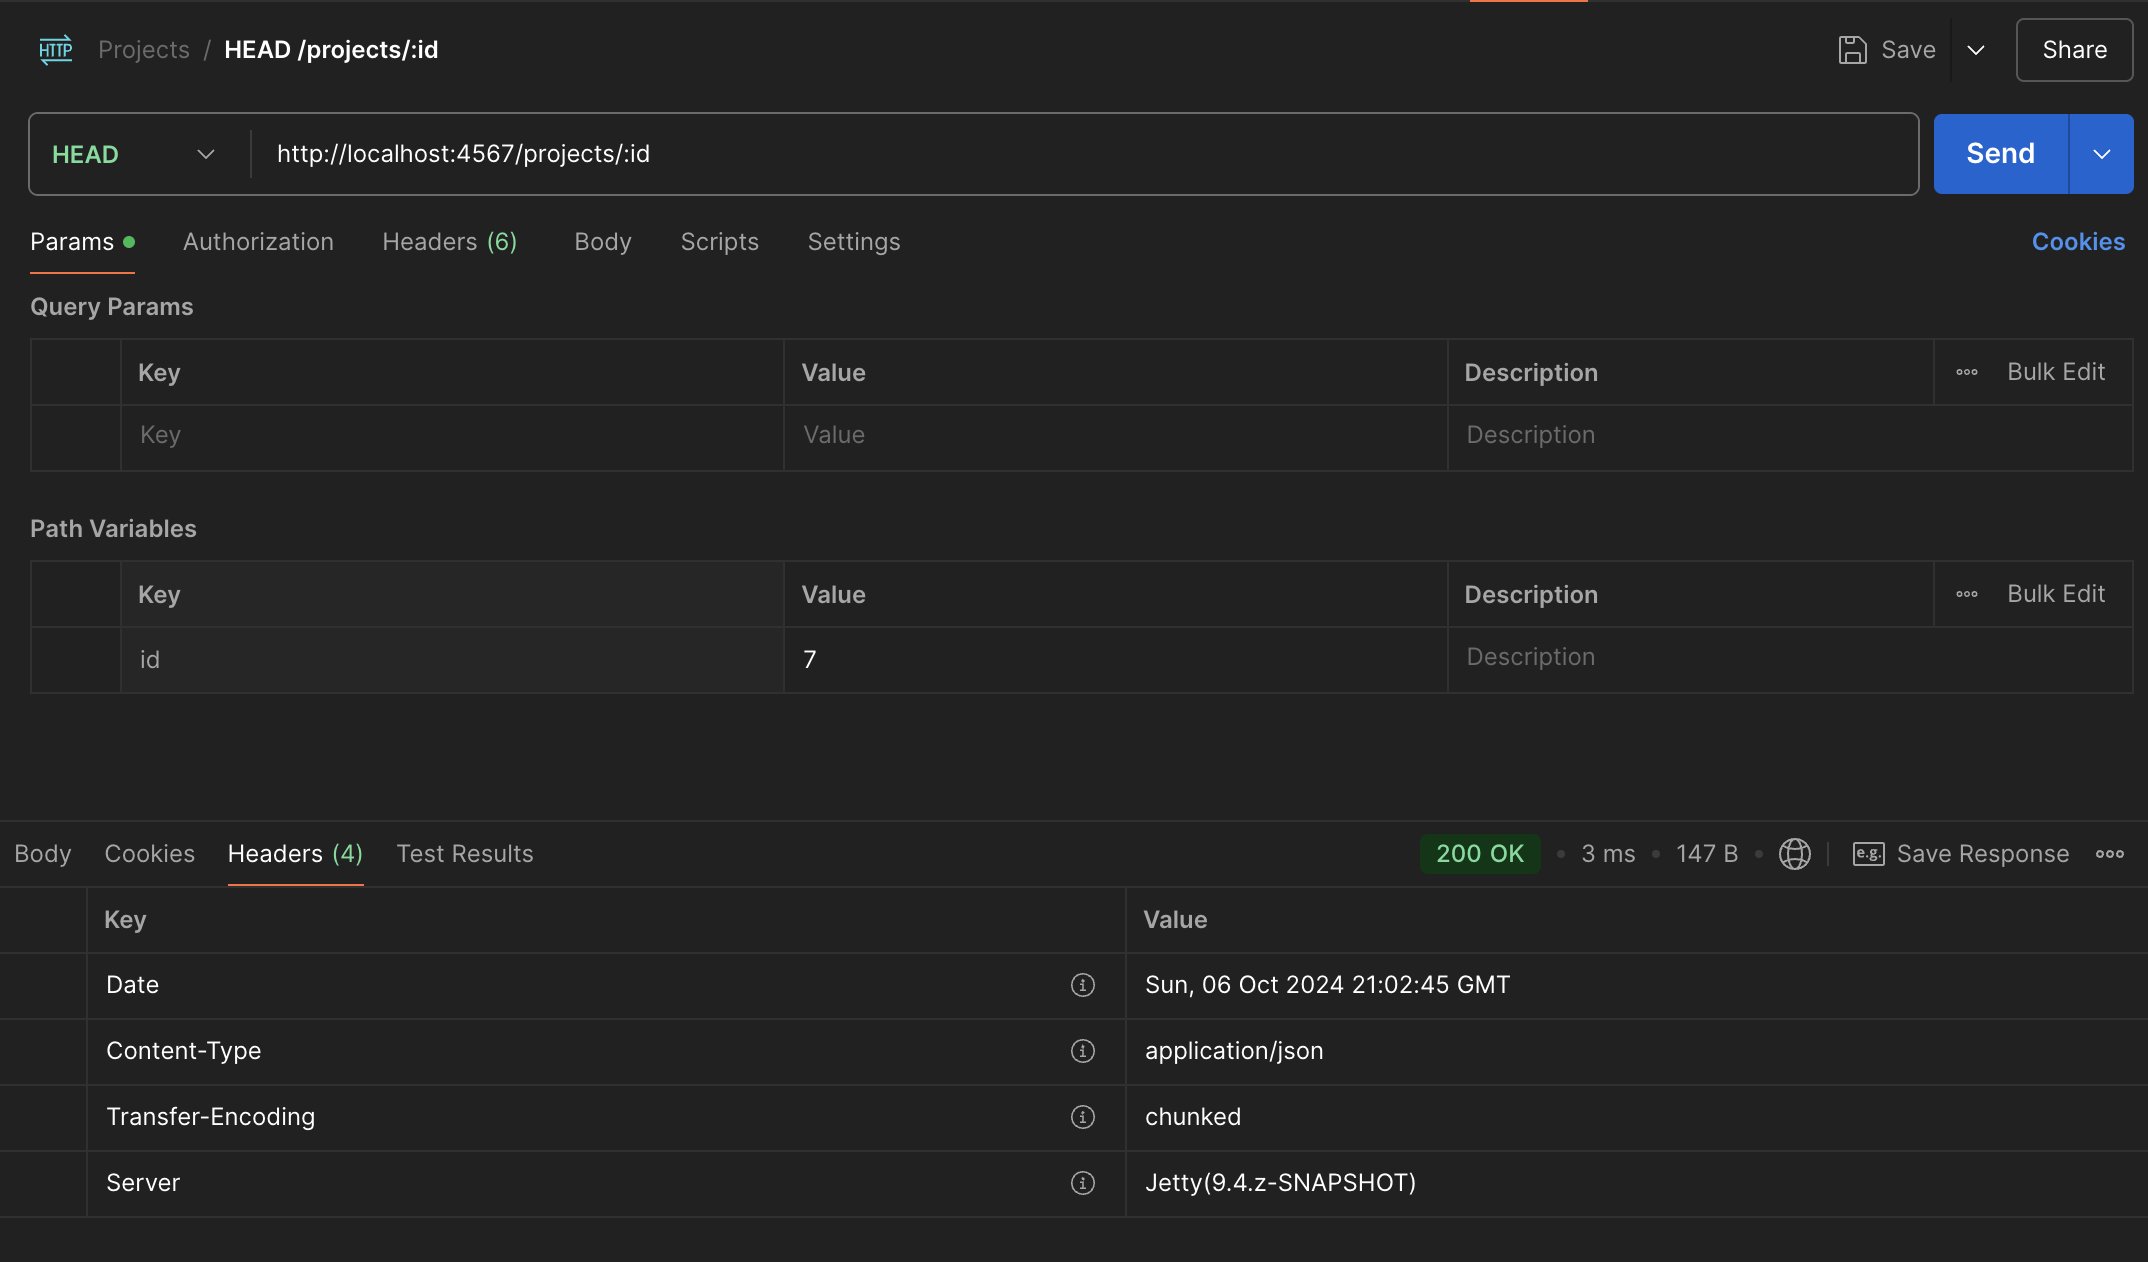 HTTP Projects / HEAD /projects/:id Save Share
HEAD http://localhost:4567/projects/:id Send
Params Authorization Headers (6) Body Scripts Settings Cookies
Query Params
Key Value Description Bulk Edit
Key Value Description
Path Variables
Key Value Description Bulk Edit
id 7 Description
Body Cookies Headers (4) Test Results 200 OK • 3 ms • 147 B • e.g. Save Response
Key Value
Date Sun, 06 Oct 2024 21:02:45 GMT
Content-Type application/json
Transfer-Encoding chunked
Server Jetty(9.4.z-SNAPSHOT)